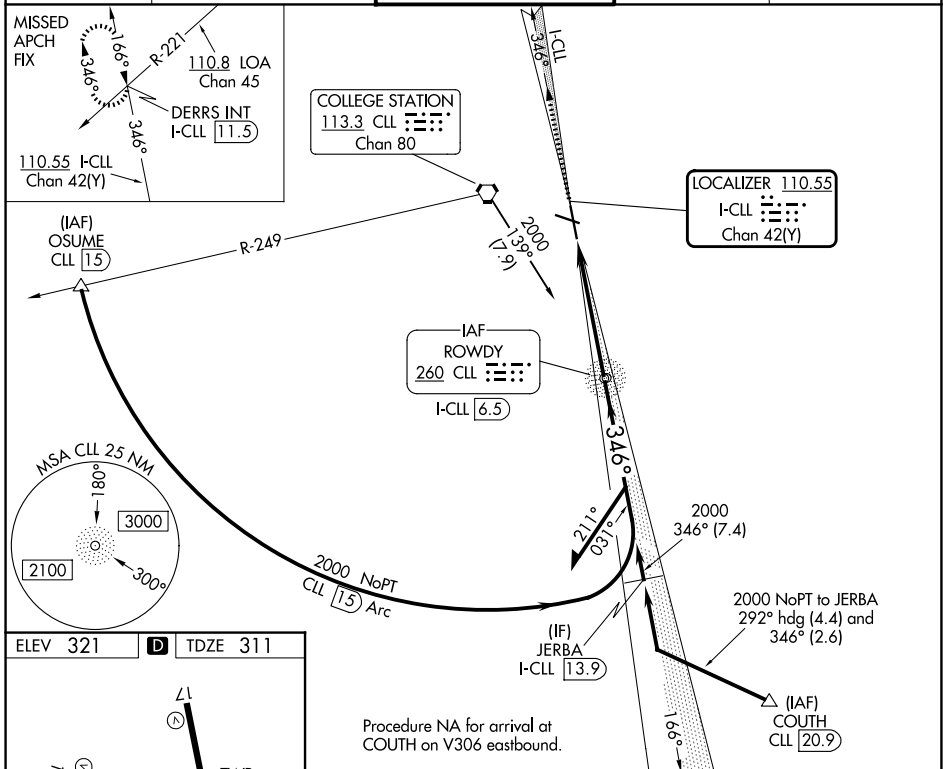 MISSED
APCH
FIX
166°
346°
R-221
110.8 LOA
Chan 45
DERRS INT
I-CLL 11.5
346°
110.55 I-CLL
Chan 42(Y)
I-CLL
346°
COLLEGE STATION
113.3 CLL
Chan 80
LOCALIZER 110.55
I-CLL
Chan 42(Y)
2000
139°
(7.9)
(IAF)
OSUME
CLL 15
R-249
IAF
ROWDY
260 CLL
I-CLL 6.5
346°
MSA CLL 25 NM
180°
3000
2100
300°
211°
031°
2000
346° (7.4)
2000 NoPT
CLL 15 Arc
2000 NoPT to JERBA
292° hdg (4.4) and
346° (2.6)
(IF)
JERBA
I-CLL 13.9
(IAF)
COUTH
CLL 20.9
166°
ELEV 321 D TDZE 311
17
V
Procedure NA for arrival at
COUTH on V306 eastbound.